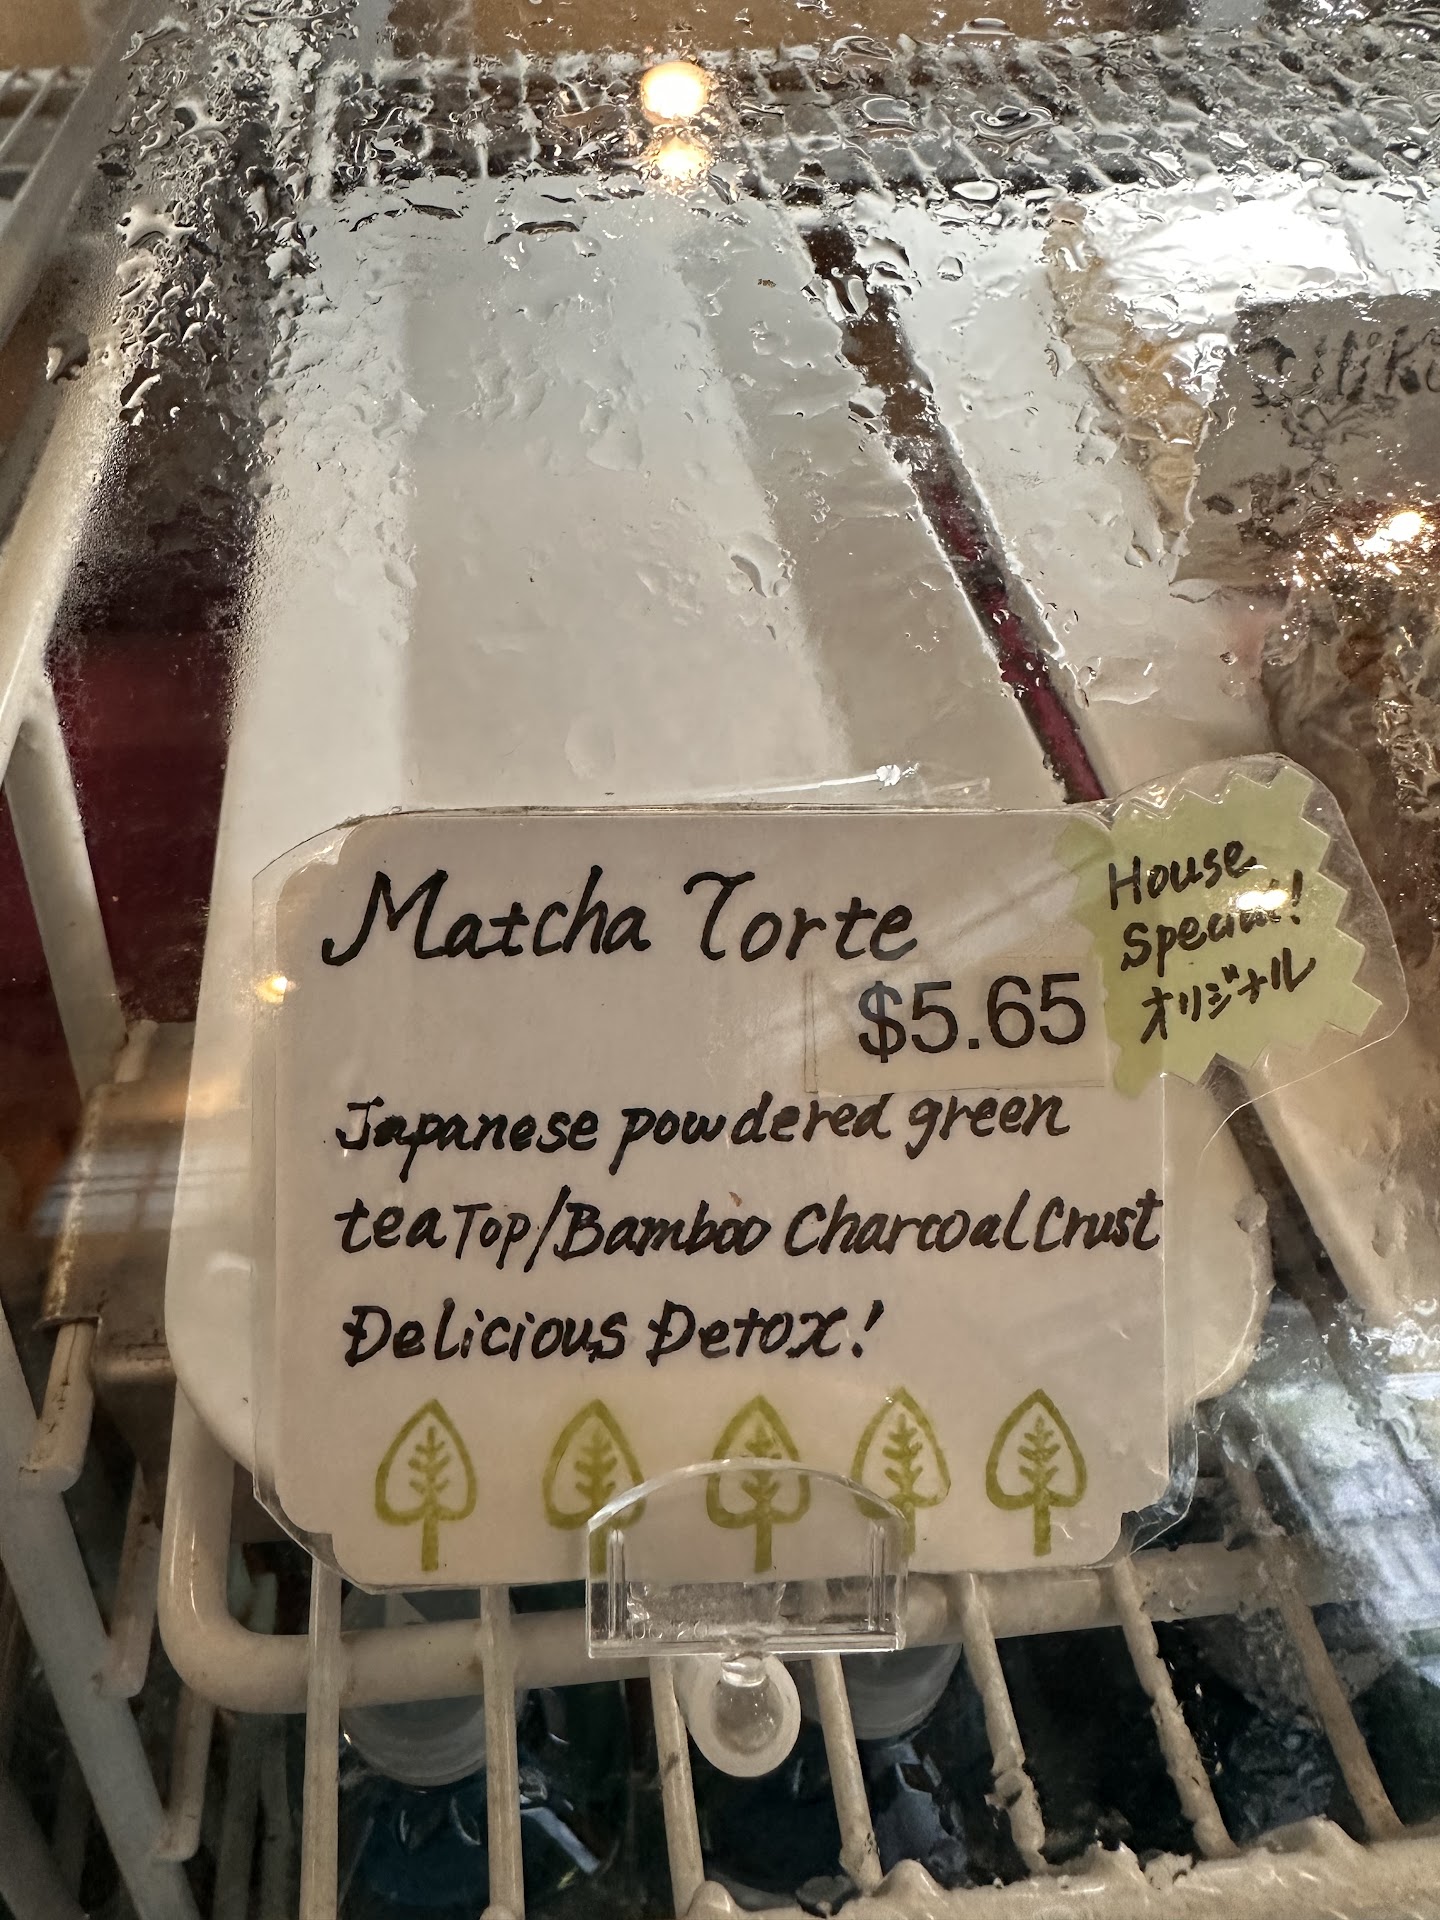 Matcha Torte
$5.65
House
Special!
オリジナル
Japanese powdered green
tea Top/Bamboo Charcoal Crust
Delicious Detox!